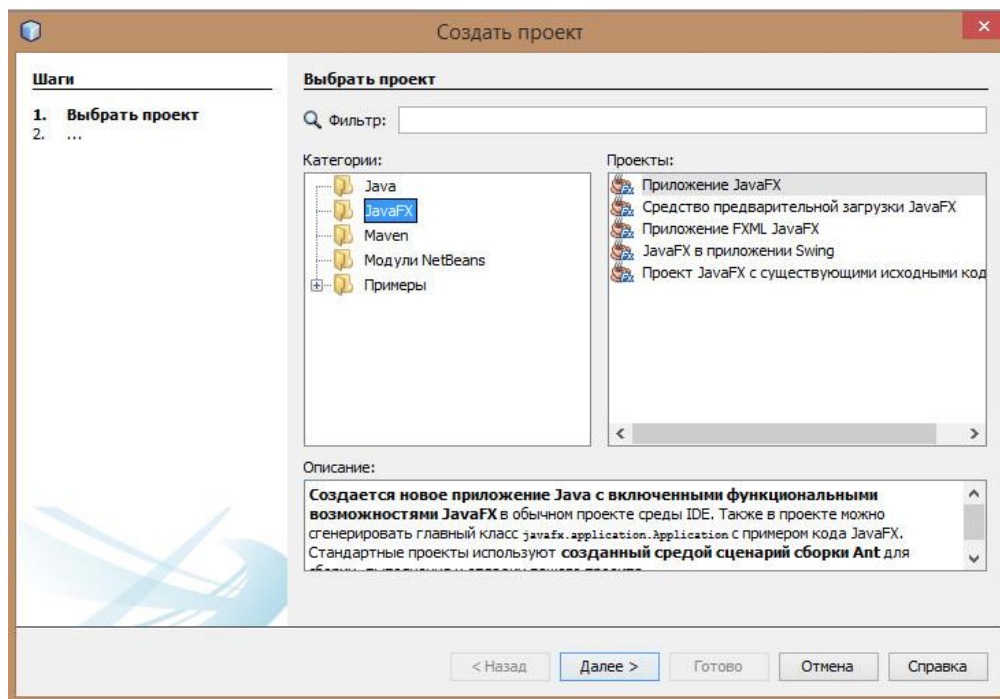 Создать проект
Шаги
1. Выбрать проект
2. ...
Выбрать проект
Фильтр:
Категории:
Java
JavaFX
Maven
Модули NetBeans
Примеры
Проекты:
Приложение JavaFX
Средство предварительной загрузки JavaFX
Приложение FXML JavaFX
JavaFX в приложении Swing
Проект JavaFX с существующими исходными код
Описание:
Создается новое приложение Java с включенными функциональными
возможностями JavaFX в обычном проекте среды IDE. Также в проекте можно
сгенерировать главный класс javafx.application.Application с примером кода JavaFX.
Стандартные проекты используют созданный средой сценарий сборки Ant для
< Назад
Далее >
Готово
Отмена
Справка